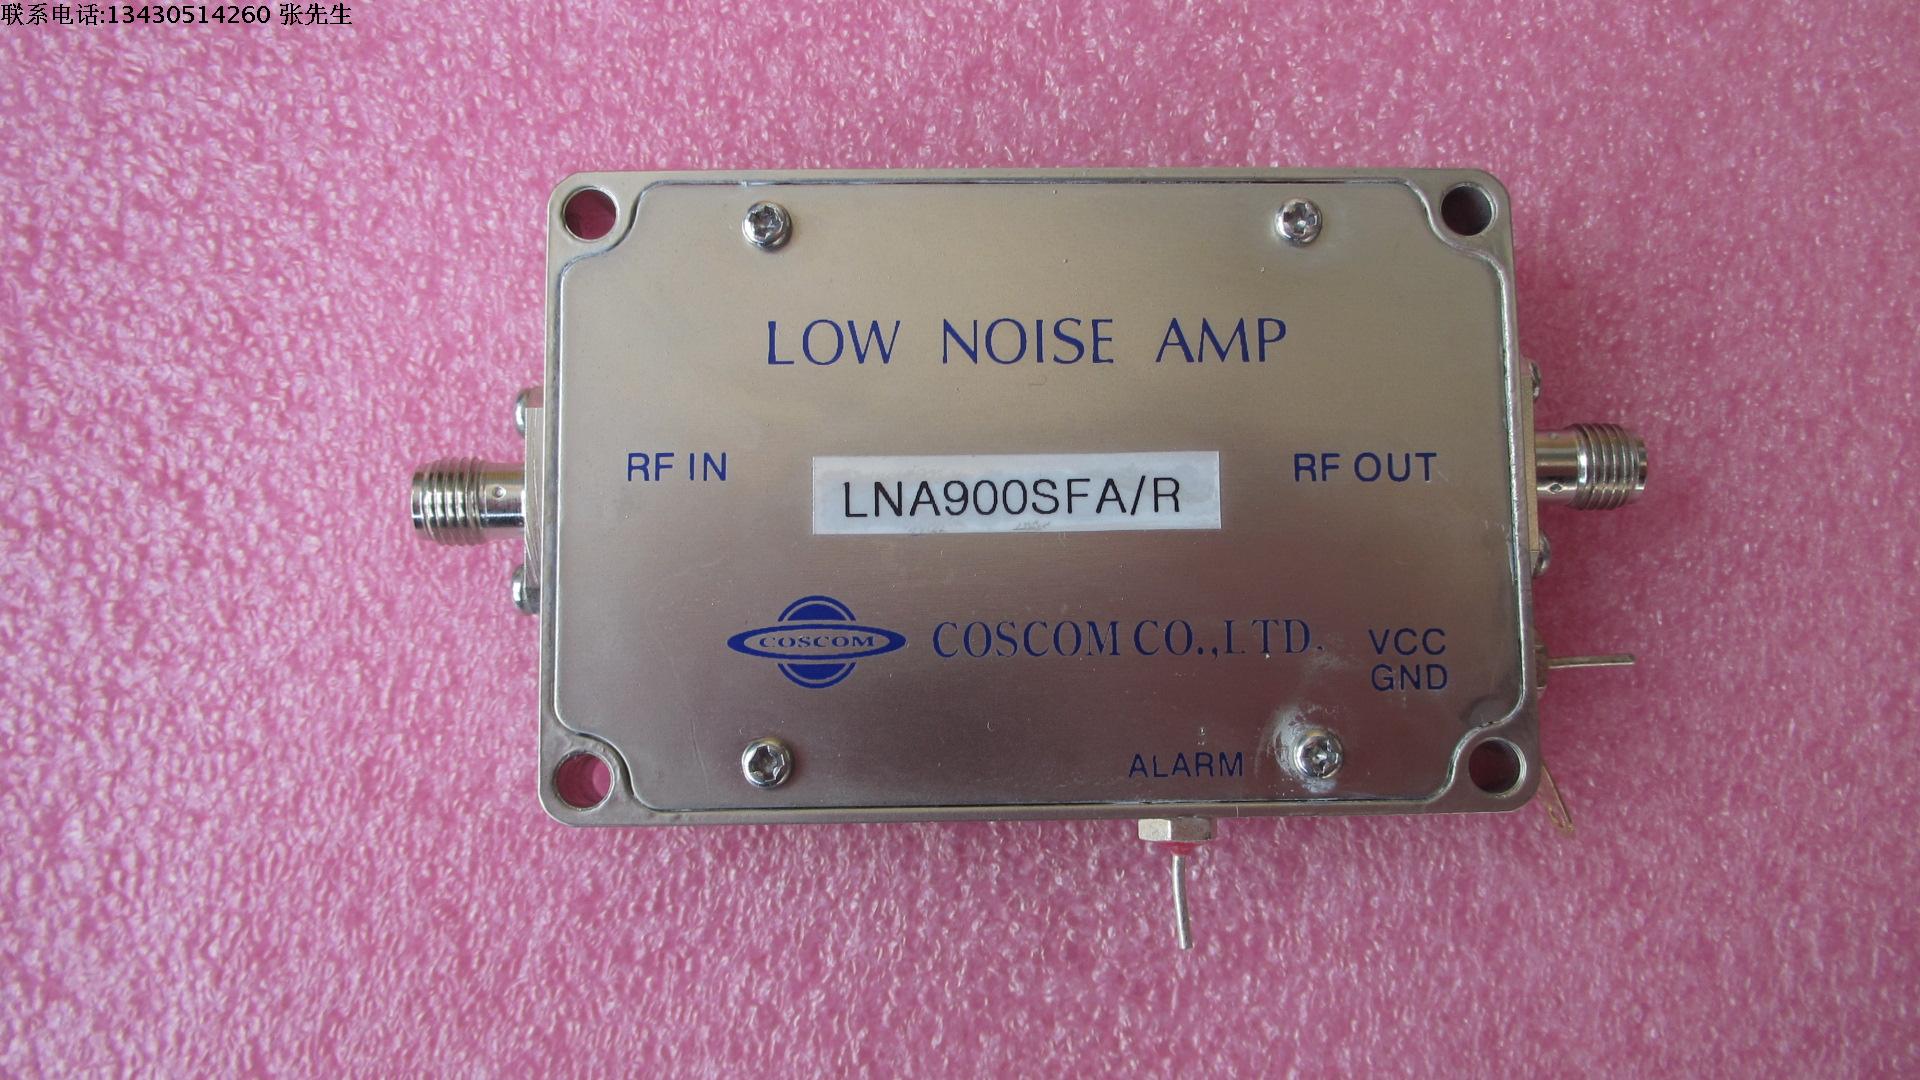 联系电话:13430514260 张先生
LOW NOISE AMP
RF IN
LNA900SFA/R
RF OUT
COSCOM
COSCOM CO.,LTD.
VCC
GND
ALARM